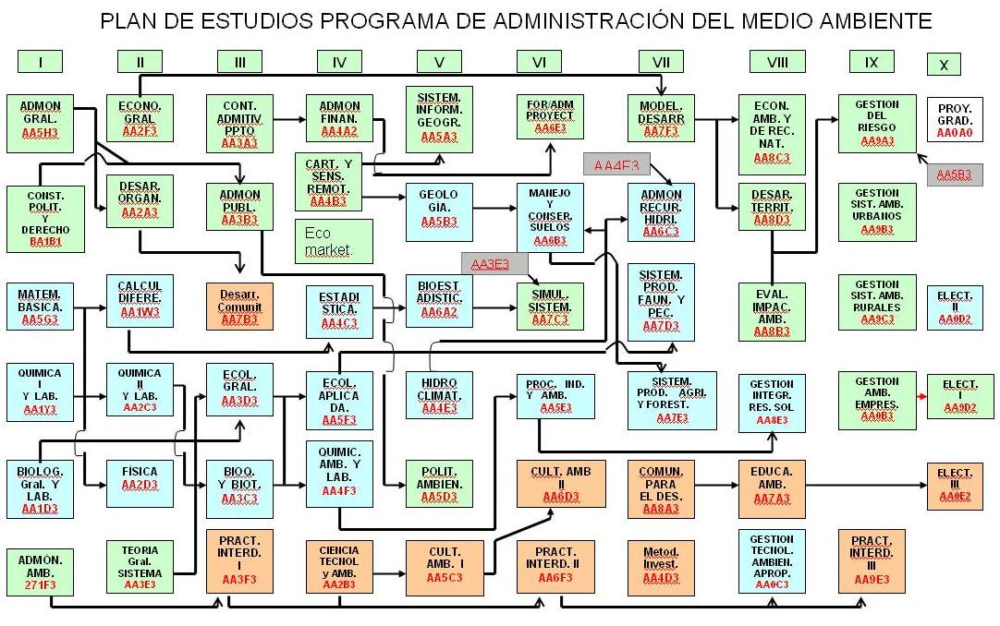 PLAN DE ESTUDIOS PROGRAMA DE ADMINISTRACIÓN DEL MEDIO AMBIENTE
I
II
III
IV
V
VI
VII
VIII
IX
X
ADMON
GRAL.
AA5H3
ECONO.
GRAL
AA2F3
CONT.
ADMITIV.
PPTO
AA3A3
ADMON
FINAN.
AA4A2
SISTEM.
INFORM.
GEOGR.
AA5A3
FOR/ADM
PROYECT
AA6E3
MODEL.
DESARR
AA7F3
ECON.
AMB. Y
DE REC.
NAT.
AA8C3
GESTION
DEL
RIESGO
AA9A3
PROY.
GRAD.
AA0A0
CONST.
POLIT.
Y
DERECHO
BA1B1
DESAR.
ORGAN.
AA2A3
ADMON
PUBL.
AA3B3
CART. Y
SENS.
REMOT.
AA4B3
GEOLO
GÍA.
AA5B3
MANEJO
Y
CONSER.
SUELOS
AA6B3
AA4E3
ADMON
RECUR.
HIDRI.
AA6C3
DESAR.
TERRIT.
AA8D3
GESTION
SIST. AMB.
URBANOS
AA9B3
AA5B3
Eco
market.
AA3E3
MATEM.
BASICA.
AA5G3
CALCUL
DIFERE.
AA1W3
Desarr.
Comunit
AA7B3
ESTADI
STICA.
AA4C3
BIOEST
ADISTIC.
AA6A2
SIMUL.
SISTEM.
AA7C3
SISTEM.
PROD.
FAUN. Y
PEC.
AA7D3
EVAL.
IMPAC.
AMB.
AA8B3
GESTION
SIST. AMB.
RURALES
AA9C3
ELECT.
II
AA0D2
QUIMICA
I
Y LAB.
AA1Y3
QUIMICA
II
Y LAB.
AA2C3
ECOL.
GRAL.
AA3D3
ECOL.
APLICA
DA.
AA5F3
HIDRO
CLIMAT.
AA4E3
PROC. IND.
Y AMB.
AA5E3
SISTEM.
PROD. AGRI.
Y FOREST.
AA7E3
GESTION
INTEGR.
RES. SOL
AA8E3
GESTION
AMB.
EMPRES.
AA0B3
ELECT.
I
AA9D2
BIOLOG.
Gral. Y
LAB.
AA1D3
FÍSICA
AA2D3
BIOQ.
Y BIOT.
AA3C3
QUIMIC.
AMB. Y
LAB.
AA4F3
POLIT.
AMBIEN.
AA5D3
CULT. AMB
II
AA6D3
COMUN.
PARA
EL DES.
AA8A3
EDUCA.
AMB.
AA7A3
ELECT.
III
AA0E2
ADMÓN.
AMB.
271F3
TEORIA
Gral.
SISTEMA
AA3E3
PRACT.
INTERD.
I
AA3F3
CIENCIA
TECNOL
y AMB.
AA2B3
CULT.
AMB. I
AA5C3
PRACT.
INTERD. II
AA6F3
Metod.
Invest.
AA4D3
GESTION
TECNOL.
AMBIEN.
APROP.
AA0C3
PRACT.
INTERD.
III
AA9E3